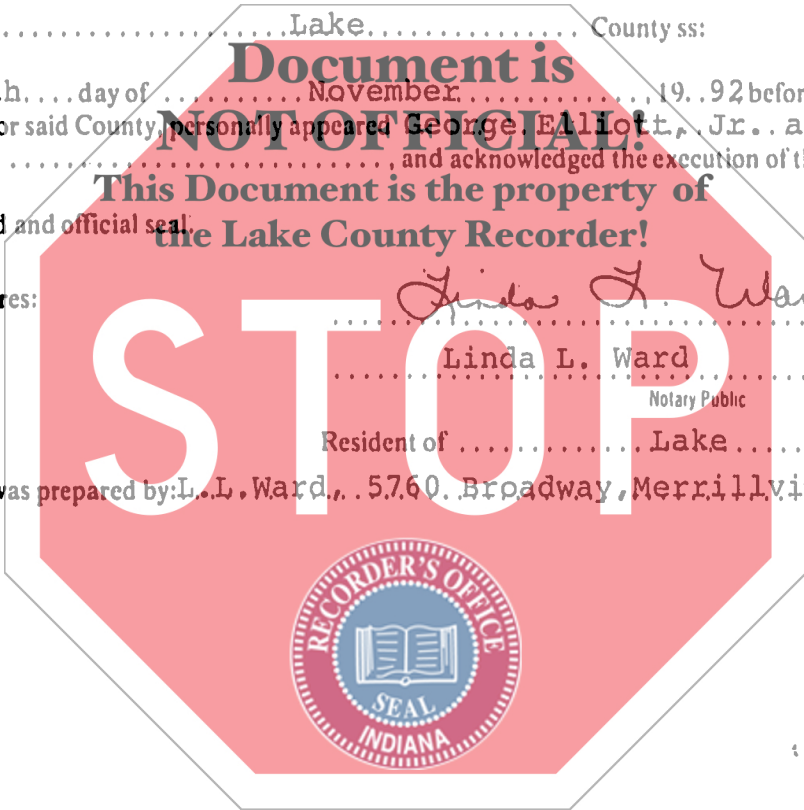 Lake County ss:
Document is
h day of November 19 92 before
or said County, personally appeared George Elliott, Jr. a
NOT OFFICIAL!
and acknowledged the execution of th
This Document is the property of
d and official seal.
the Lake County Recorder!
res: Linda L. Wa
Linda L. Ward
Notary Public
STOP
Resident of Lake
was prepared by: L.L.Ward, 5760 Broadway, Merrillvi
RECORDER'S OFFICE
SEAL
INDIANA